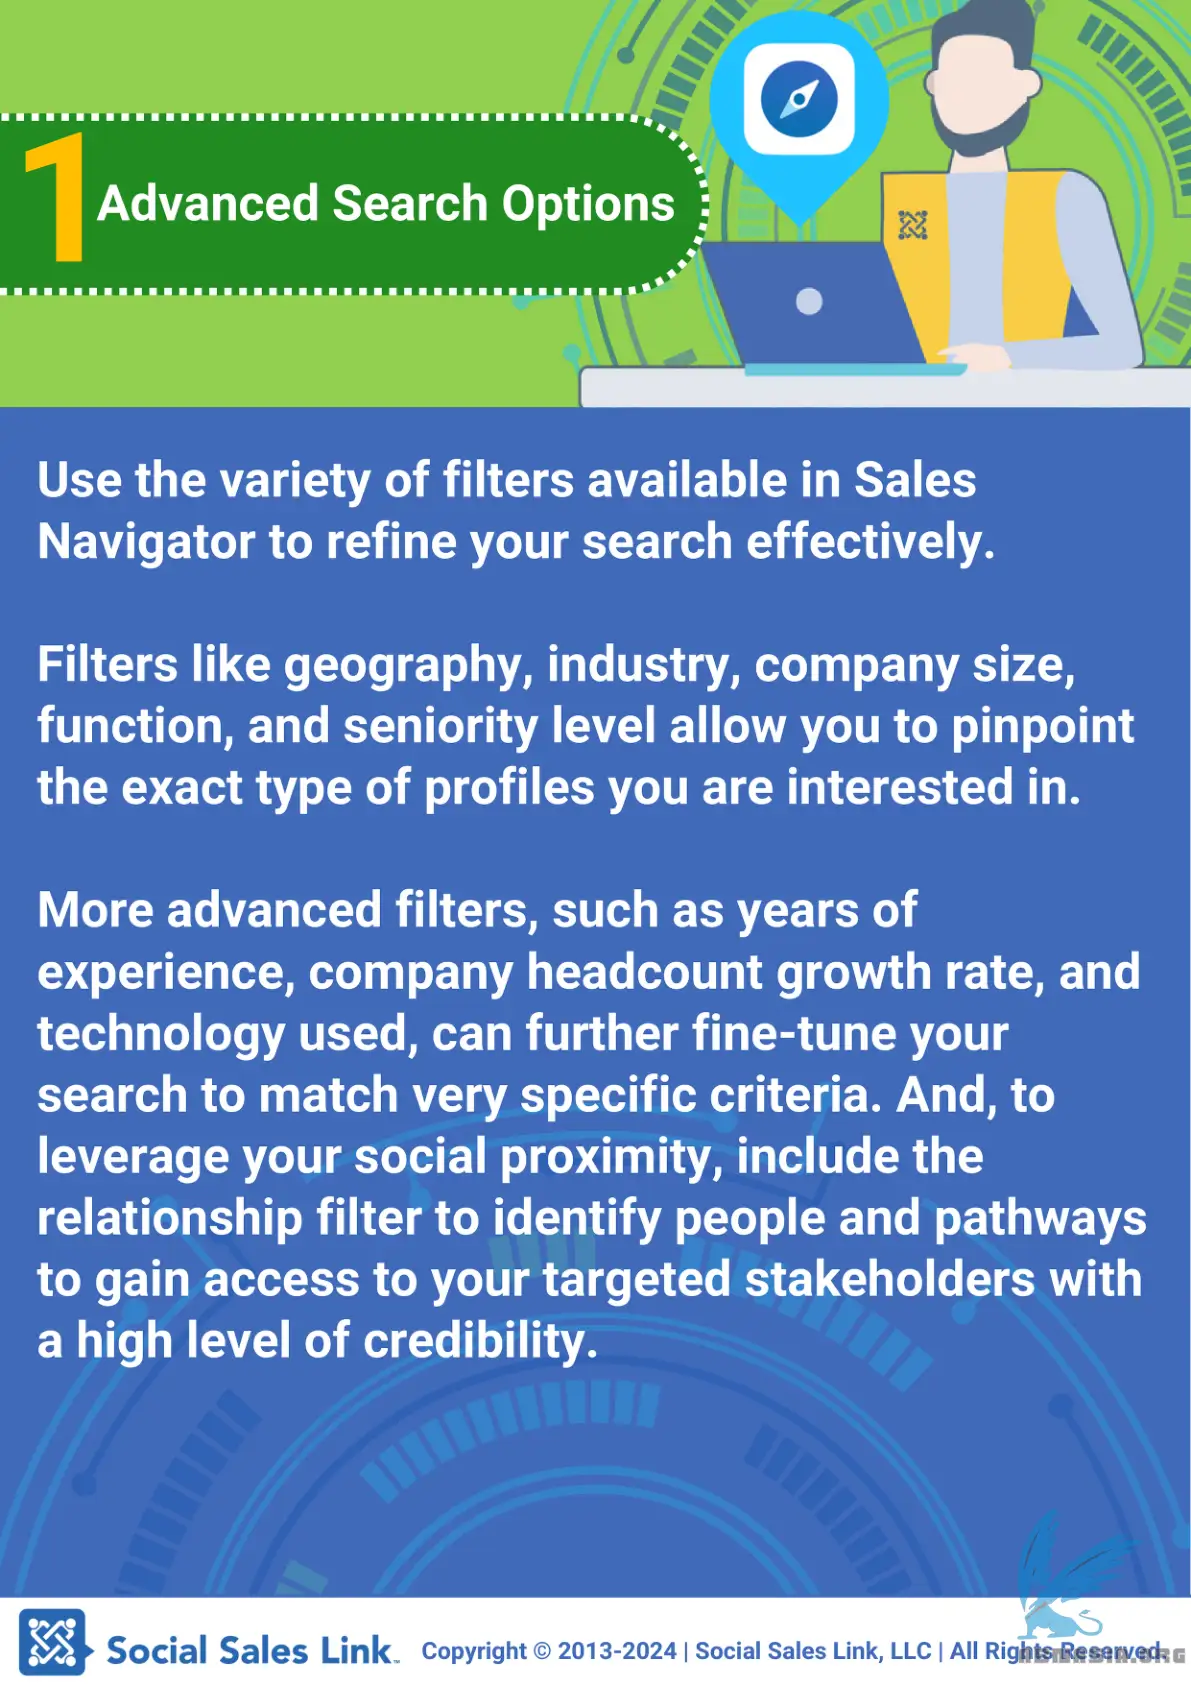 1
Advanced Search Options
Use the variety of filters available in Sales
Navigator to refine your search effectively.
Filters like geography, industry, company size,
function, and seniority level allow you to pinpoint
the exact type of profiles you are interested in.
More advanced filters, such as years of
experience, company headcount growth rate, and
technology used, can further fine-tune your
search to match very specific criteria. And, to
leverage your social proximity, include the
relationship filter to identify people and pathways
to gain access to your targeted stakeholders with
a high level of credibility.
Social Sales Link™
Copyright © 2013-2024 | Social Sales Link, LLC | All Rights Reserved.